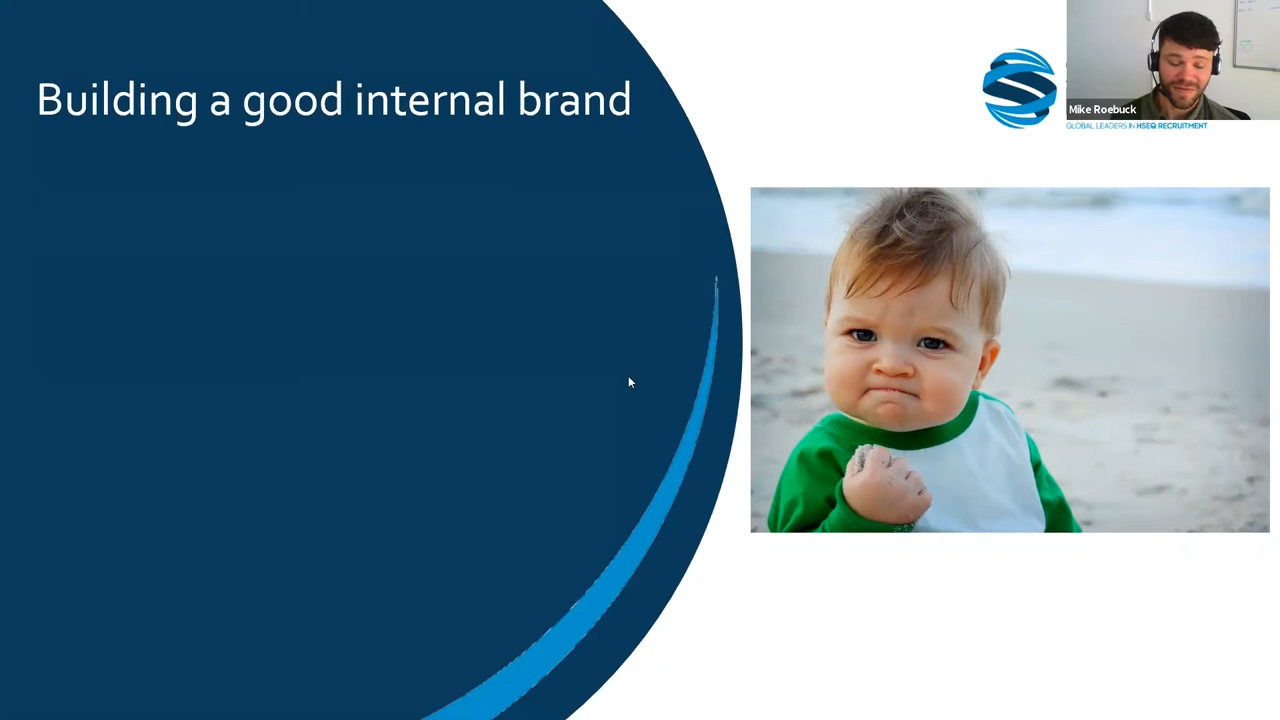 Building a good internal brand
Mike Roebuck
GLOBAL LEADERS IN HSEQ RECRUITMENT